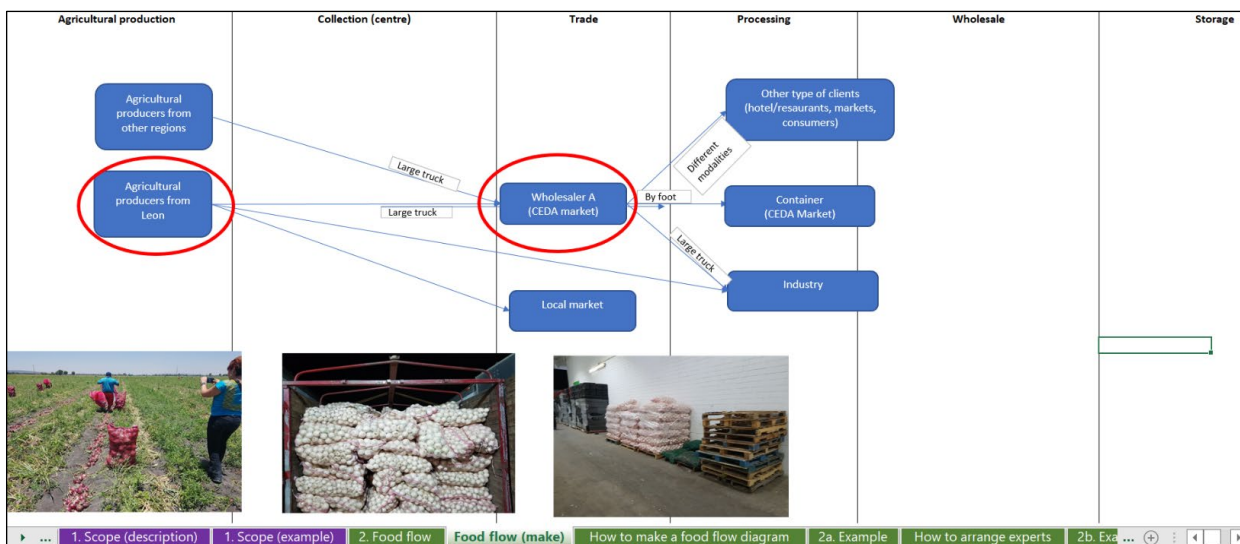 Agricultural production
Collection (centre)
Trade
Processing
Wholesale
Storage
Agricultural
producers from
other regions
Other type of clients
(hotel/resaurants, markets,
consumers)
Large truck
Different
modalities
Agricultural
producers from
Leon
Large truck
Wholesaler A
(CEDA market)
By foot
Container
(CEDA Market)
Large truck
Industry
Local market
... 1. Scope (description) 1. Scope (example) 2. Food flow Food flow (make) How to make a food flow diagram 2a. Example How to arrange experts 2b. Exa ...